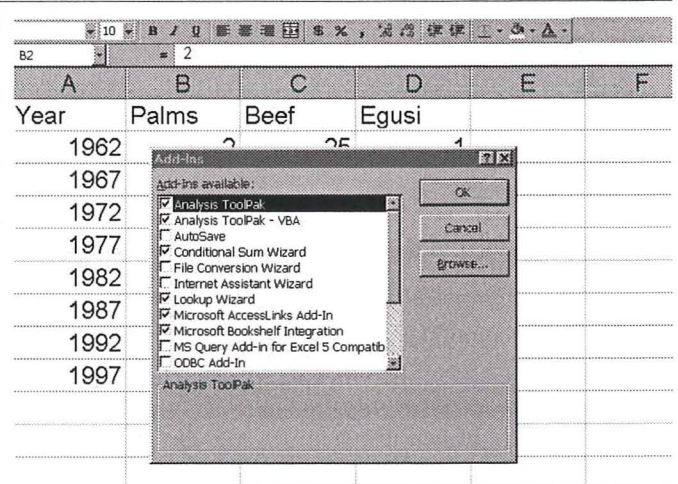 10 B I U $ % ,
B2 = 2
A B C D E F
Year Palms Beef Egusi
1962 2 25 1
1967
1972
1977
1982
1987
1992
1997
Add-Ins
Add-Ins available:
Analysis ToolPak
Analysis ToolPak - VBA
AutoSave
Conditional Sum Wizard
File Conversion Wizard
Internet Assistant Wizard
Lookup Wizard
Microsoft AccessLinks Add-In
Microsoft Bookshelf Integration
MS Query Add-in for Excel 5 Compatib
ODBC Add-In
OK
Cancel
Browse...
Analysis ToolPak